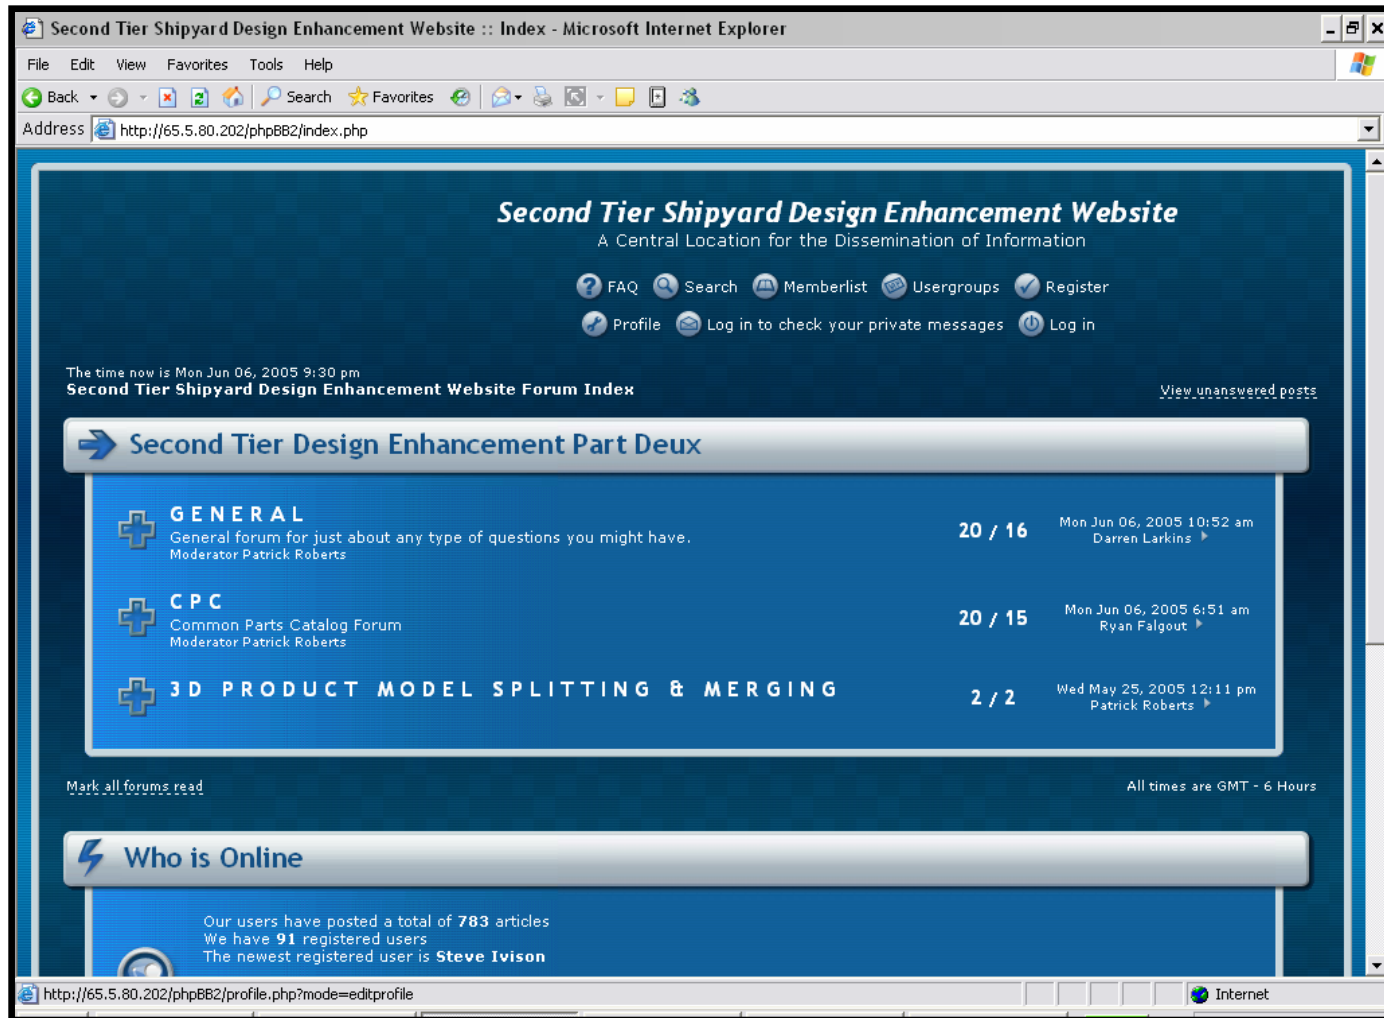 Second Tier Shipyard Design Enhancement Website :: Index - Microsoft Internet Explorer
File Edit View Favorites Tools Help
Back Search Favorites
Address http://65.5.80.202/phpBB2/index.php
Second Tier Shipyard Design Enhancement Website
A Central Location for the Dissemination of Information
FAQ Search Memberlist Usergroups Register
Profile Log in to check your private messages Log in
The time now is Mon Jun 06, 2005 9:30 pm
Second Tier Shipyard Design Enhancement Website Forum Index
View unanswered posts
Second Tier Design Enhancement Part Deux
GENERAL
General forum for just about any type of questions you might have.
Moderator Patrick Roberts
20 / 16
Mon Jun 06, 2005 10:52 am
Darren Larkins
CPC
Common Parts Catalog Forum
Moderator Patrick Roberts
20 / 15
Mon Jun 06, 2005 6:51 am
Ryan Falgout
3D PRODUCT MODEL SPLITTING & MERGING
2 / 2
Wed May 25, 2005 12:11 pm
Patrick Roberts
Mark all forums read
All times are GMT - 6 Hours
Who is Online
Our users have posted a total of 783 articles
We have 91 registered users
The newest registered user is Steve Ivison
http://65.5.80.202/phpBB2/profile.php?mode=editprofile
Internet